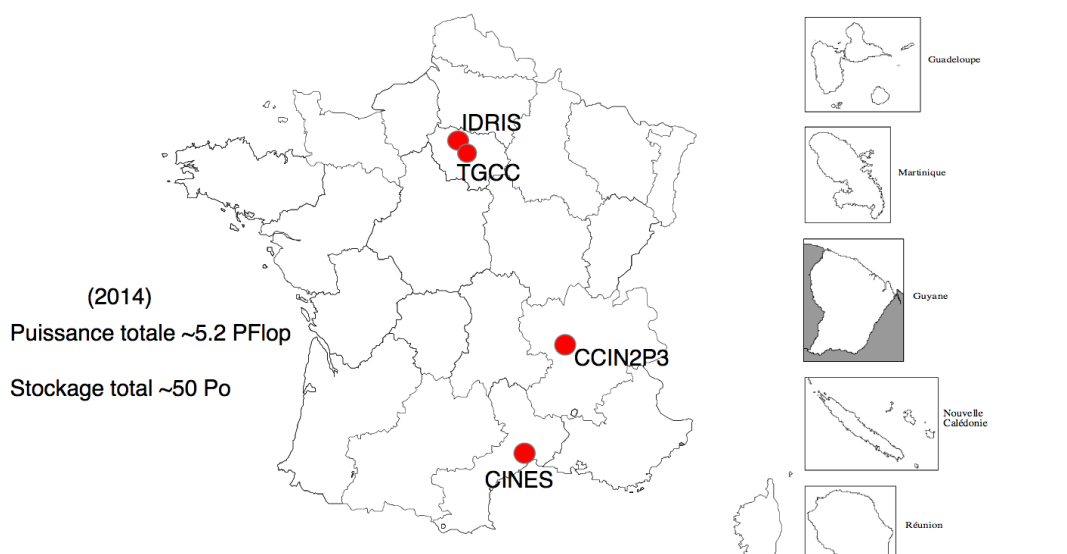 IDRIS
TGCC
(2014)
Puissance totale ~5.2 PFlop
Stockage total ~50 Po
CCIN2P3
CINES
Guadeloupe
Martinique
Guyane
Nouvelle
Calédonie
Réunion